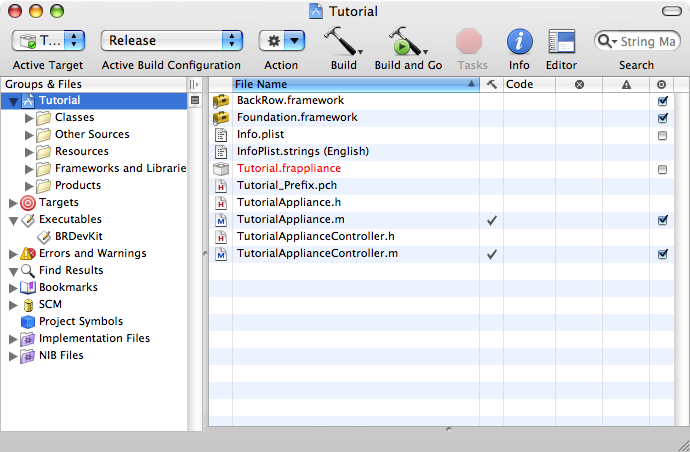 Tutorial
T...
Release
String Ma
Active Target
Active Build Configuration
Action
Build
Build and Go
Tasks
Info
Editor
Search
Groups & Files
File Name
Code
Tutorial
Classes
Other Sources
Resources
Frameworks and Librarie
Products
Targets
Executables
BRDevKit
Errors and Warnings
Find Results
Bookmarks
SCM
Project Symbols
Implementation Files
NIB Files
BackRow.framework
Foundation.framework
Info.plist
InfoPlist.strings (English)
Tutorial.frappliance
Tutorial_Prefix.pch
TutorialAppliance.h
TutorialAppliance.m
TutorialApplianceController.h
TutorialApplianceController.m